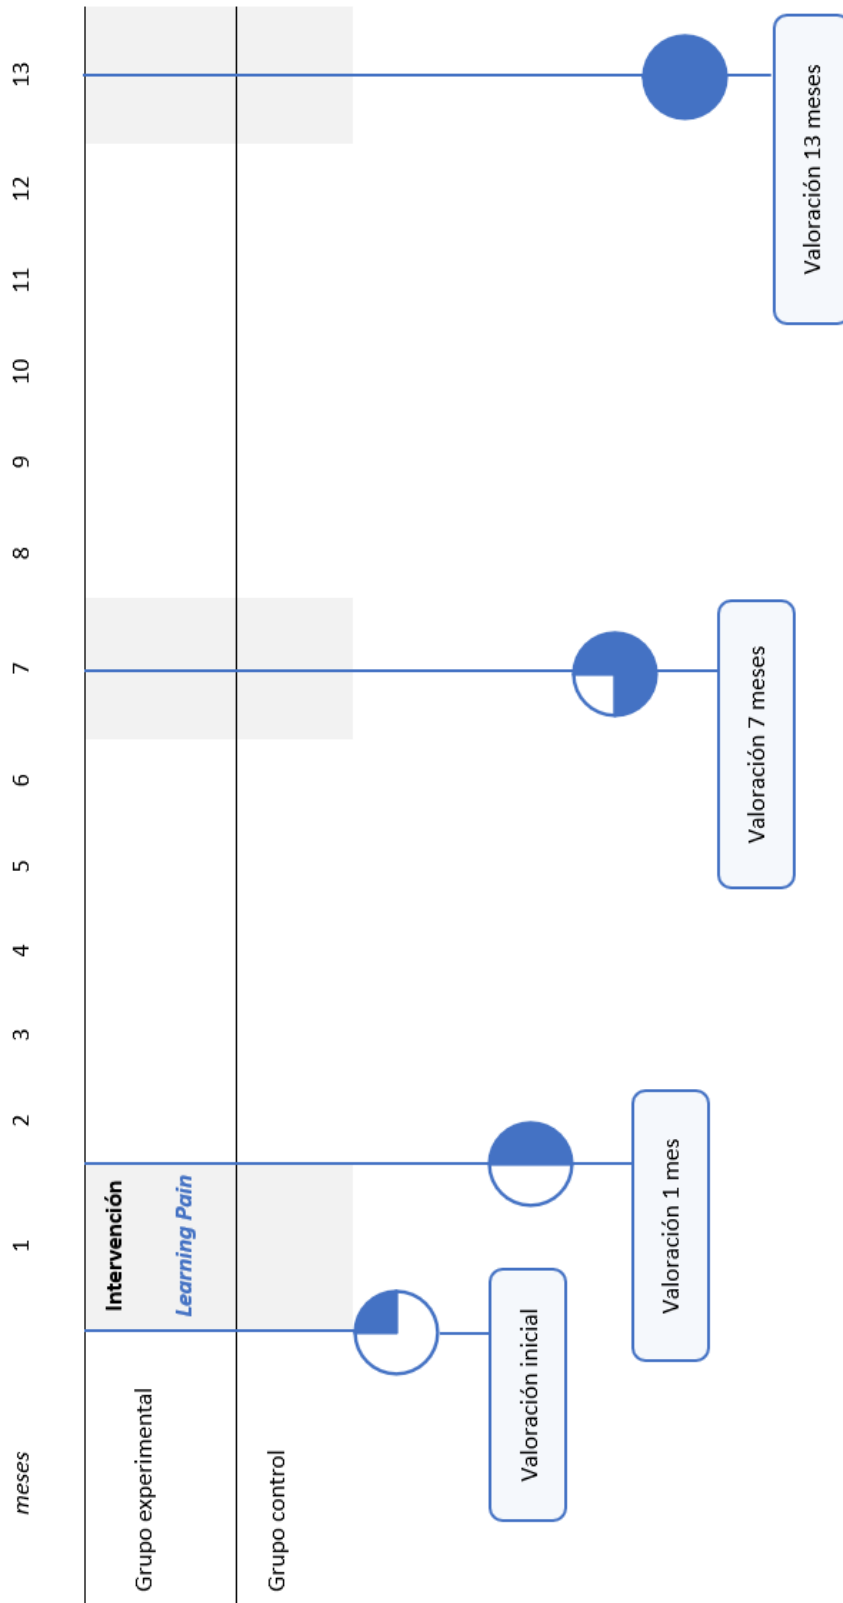 meses 1 2 3 4 5 6 7 8 9 10 11 12 13
Grupo experimental
Intervención
Learning Pain
Grupo control
Valoración inicial
Valoración 1 mes
Valoración 7 meses
Valoración 13 meses